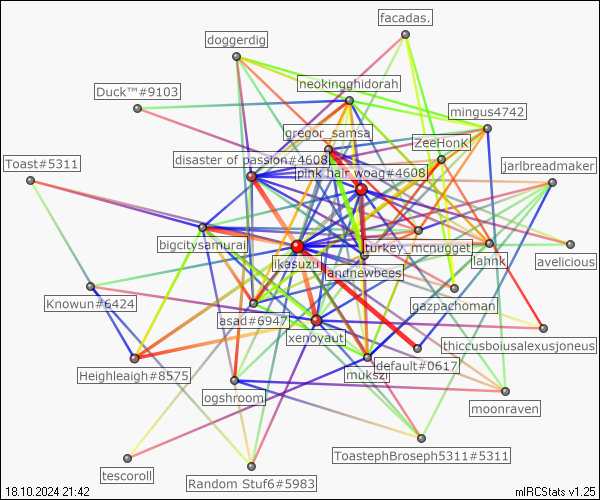 facadas.
doggerdig
neokingghidorah
Duck™#9103
mingus4742
gregor_samsa
ZeeHonK
Toast#5311
disaster of passion#4608
jarlbreadmaker
pink hair woag#4608
bigcitysamurai
turkey_mcnugget
likasuzu
lahnk
avelicious
andnewbees
Knowun#6424
gazpachoman
asad#6947
xenoyaut
thiccusboiusalexusjoneus
default#0617
Heighleaigh#8575
mukszi
ogshroom
moonraven
ToastephBroseph5311#5311
tescoroll
Random Stuf6#5983
18.10.2024 21:42
mIRCStats v1.25